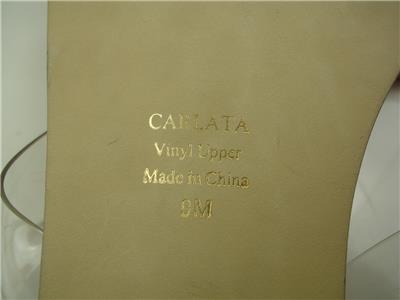 CARLATA
Vinyl Upper
Made in China
9M